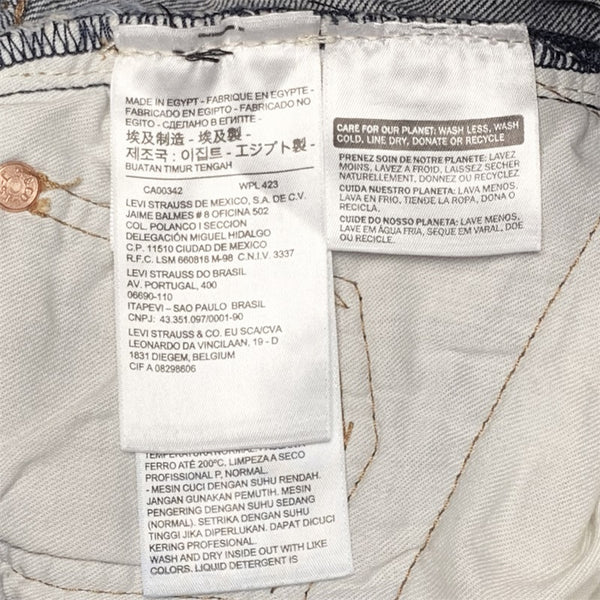 MADE IN EGYPT - FABRIQUE EN EGYPTE -
FABRICADO EN EGIPTO - FABRICADO NO
EGITO - СДЕЛАНО В ЕГИПТЕ -
埃及制造 - 埃及製 -
제조국 : 이집트 - エジプト製 -
BUATAN TIMUR TENGAH
CA00342 WPL 423
LEVI STRAUSS DE MEXICO, S.A. DE C.V.
JAIME BALMES # 8 OFICINA 502
COL. POLANCO I SECCION
DELEGACIÓN MIGUEL HIDALGO
C.P. 11510 CIUDAD DE MEXICO
R.F.C. LSM 660818 M-98 C.N.I.V. 3337
LEVI STRAUSS DO BRASIL
AV. PORTUGAL, 400
06690-110
ITAPEVI – SAO PAULO BRASIL
CNPJ: 43.351.097/0001-90
LEVI STRAUSS & CO. EU SCA/CVA
LEONARDO DA VINCILAAN, 19 - D
1831 DIEGEM, BELGIUM
CIF A 08298606
CARE FOR OUR PLANET: WASH LESS, WASH
COLD, LINE DRY, DONATE OR RECYCLE
PRENEZ SOIN DE NOTRE PLANETE: LAVEZ
MOINS, LAVEZ A FROID, LAISSEZ SÉCHER
NATURELLEMENT, DONNEZ OU RECYCLEZ
CUIDA NUESTRO PLANETA: LAVA MENOS,
LAVA EN FRIO, TIENDE LA ROPA, DONA O
RECICLA.
CUIDE DO NOSSO PLANETA: LAVE MENOS,
LAVE EM ÁGUA FRIA, SEQUE EM VARAL, DOE
OU RECICLE.
TEMPERATURA NORMAL.
FERRO ATÉ 200ºC. LIMPEZA A SECO
PROFISSIONAL P, NORMAL.
- MESIN CUCI DENGAN SUHU RENDAH.
JANGAN GUNAKAN PEMUTIH. MESIN
PENGERING DENGAN SUHU SEDANG
(NORMAL). SETRIKA DENGAN SUHU
TINGGI JIKA DIPERLUKAN. DAPAT DICUCI
KERING PROFESIONAL.
WASH AND DRY INSIDE OUT WITH LIKE
COLORS. LIQUID DETERGENT IS